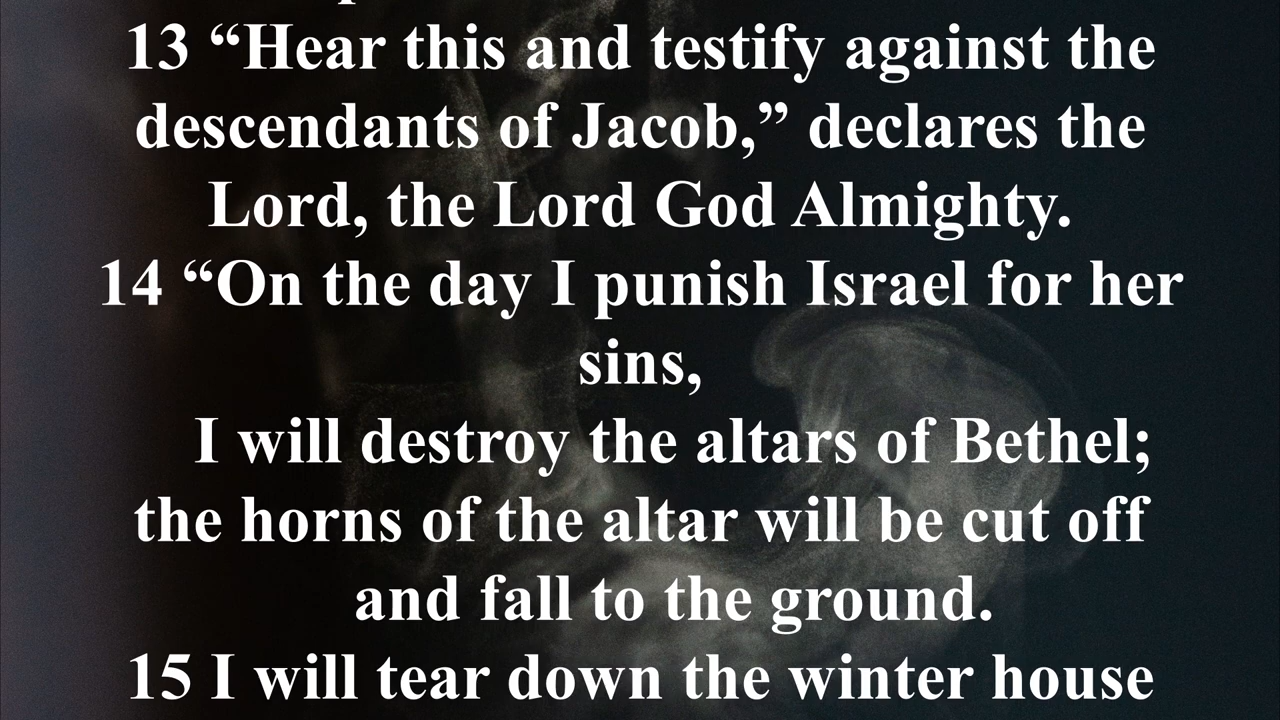 13 “Hear this and testify against the
descendants of Jacob,” declares the
Lord, the Lord God Almighty.
14 “On the day I punish Israel for her
sins,
I will destroy the altars of Bethel;
the horns of the altar will be cut off
and fall to the ground.
15 I will tear down the winter house